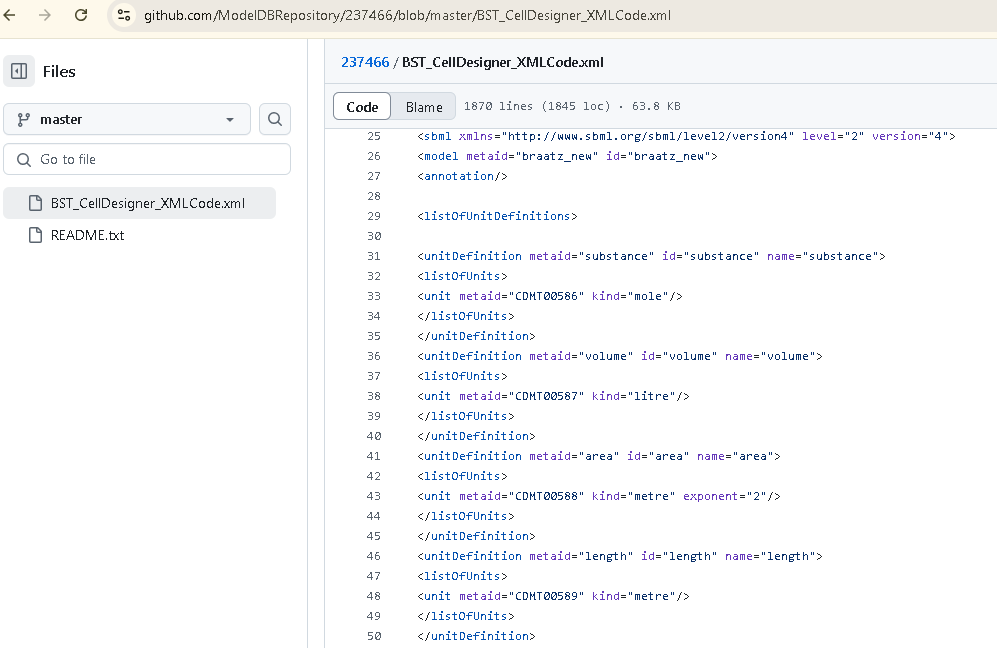 github.com/ModelDBRepository/237466/blob/master/BST_CellDesigner_XMLCode.xml
Files
master
Go to file
BST_CellDesigner_XMLCode.xml
README.txt
237466 / BST_CellDesigner_XMLCode.xml
Code Blame 1870 lines (1845 loc) · 63.8 KB
25 <sbml xmlns="http://www.sbml.org/sbml/level2/version4" level="2" version="4">
26 <model metaid="braatz_new" id="braatz_new">
27 <annotation/>
28
29 <listOfUnitDefinitions>
30
31 <unitDefinition metaid="substance" id="substance" name="substance">
32 <listOfUnits>
33 <unit metaid="CDMT00586" kind="mole"/>
34 </listOfUnits>
35 </unitDefinition>
36 <unitDefinition metaid="volume" id="volume" name="volume">
37 <listOfUnits>
38 <unit metaid="CDMT00587" kind="litre"/>
39 </listOfUnits>
40 </unitDefinition>
41 <unitDefinition metaid="area" id="area" name="area">
42 <listOfUnits>
43 <unit metaid="CDMT00588" kind="metre" exponent="2"/>
44 </listOfUnits>
45 </unitDefinition>
46 <unitDefinition metaid="length" id="length" name="length">
47 <listOfUnits>
48 <unit metaid="CDMT00589" kind="metre"/>
49 </listOfUnits>
50 </unitDefinition>